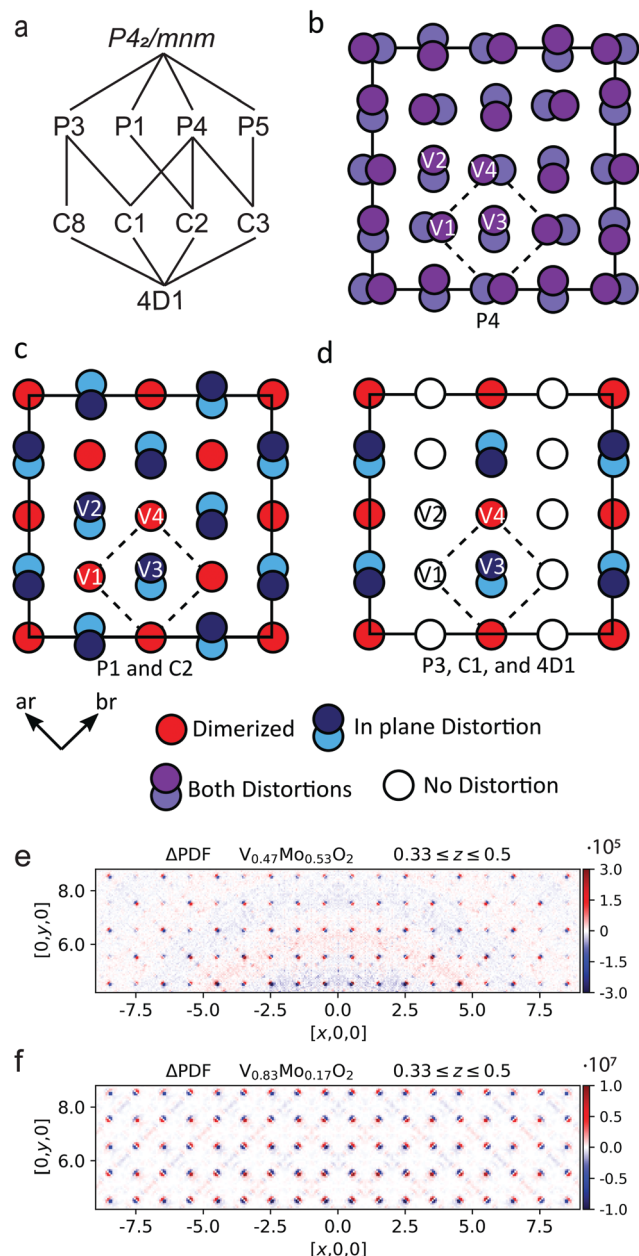 a
P4₂/mnm
P3 P1 P4 P5
C8 C1 C2 C3
4D1
b
V2 V4
V1 V3
P4
c
V2 V4
V1 V3
P1 and C2
d
V2 V4
V1 V3
P3, C1, and 4D1
ar br
Dimerized
In plane Distortion
Both Distortions
No Distortion
e
ΔPDF V₀.₄₇Mo₀.₅₃O₂ 0.33 ≤ z ≤ 0.5
·10⁵
[0,y,0]
8.0
6.0
-7.5 -5.0 -2.5 0.0 2.5 5.0 7.5
[x,0,0]
3.0
1.5
0
-1.5
-3.0
f
ΔPDF V₀.₈₃Mo₀.₁₇O₂ 0.33 ≤ z ≤ 0.5
·10⁷
[0,y,0]
8.0
6.0
-7.5 -5.0 -2.5 0.0 2.5 5.0 7.5
[x,0,0]
1.0
0.5
0
-0.5
-1.0